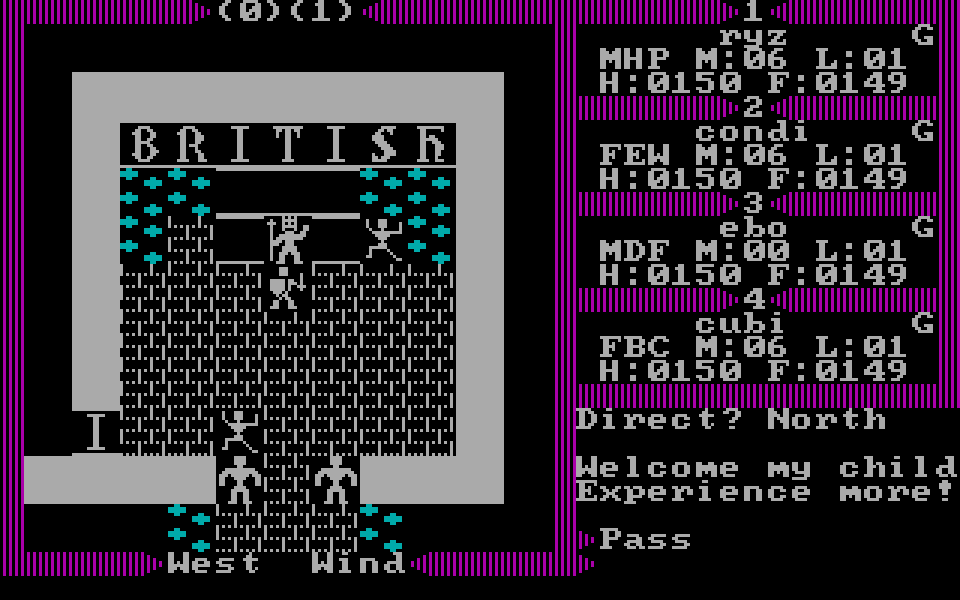 (0)(1)
BRITISH
I
West Wind
1
ryz G
MHP M:06 L:01
H:0150 F:0149
2
condi G
FEW M:06 L:01
H:0150 F:0149
3
ebo G
MDF M:00 L:01
H:0150 F:0149
4
cubi G
FBC M:06 L:01
H:0150 F:0149
Direct? North
Welcome my child
Experience more!
Pass